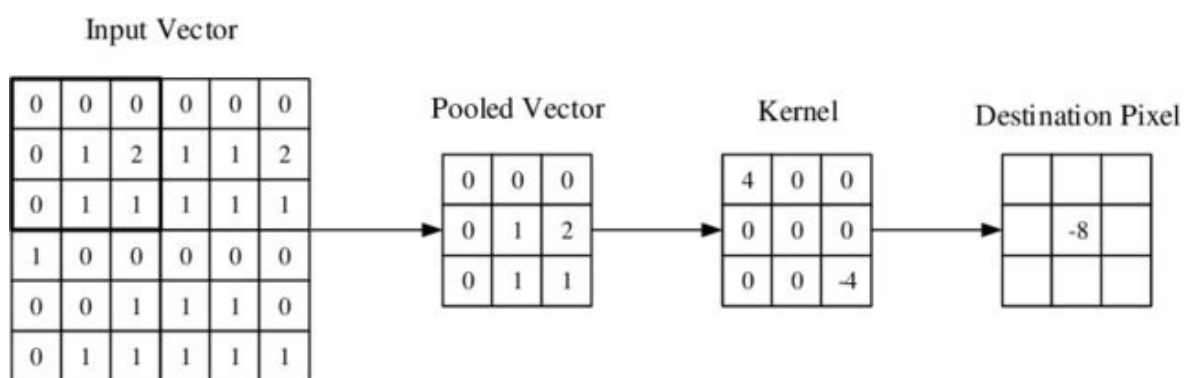 Input Vector
Pooled Vector
Kernel
Destination Pixel
0 0 0 0 0 0
0 1 2 1 1 2
0 1 1 1 1 1
1 0 0 0 0 0
0 0 1 1 1 0
0 1 1 1 1 1
0 0 0
0 1 2
0 1 1
4 0 0
0 0 0
0 0 -4
-8